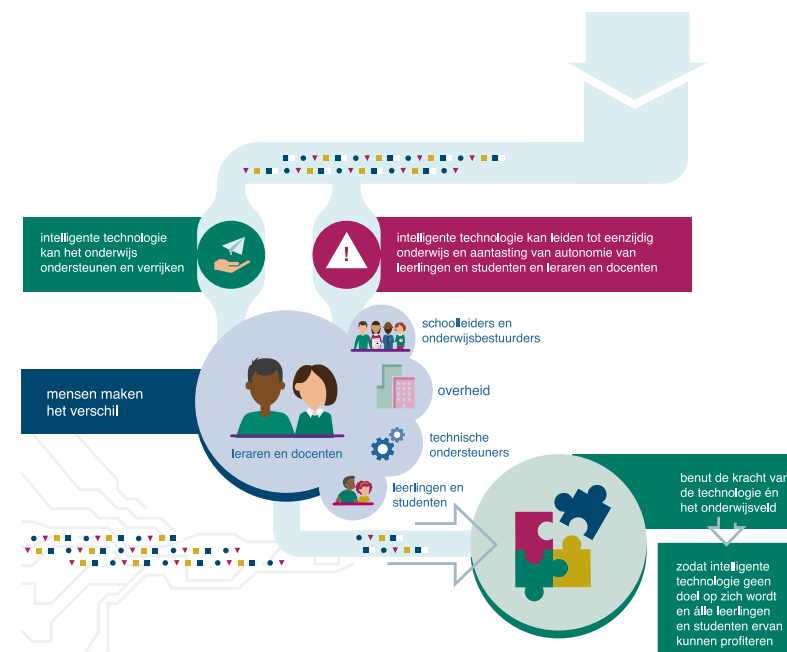 intelligente technologie
kan het onderwijs
ondersteunen en verrijken
!
intelligente technologie kan leiden tot eenzijdig
onderwijs en aantasting van autonomie van
leerlingen en studenten en leraren en docenten
schoolleiders en
onderwijsbestuurders
mensen maken
het verschil
overheid
leraren en docenten
technische
ondersteuners
leerlingen en
studenten
benut de kracht van
de technologie én
het onderwijsveld
zodat intelligente
technologie geen
doel op zich wordt
en álle leerlingen
en studenten ervan
kunnen profiteren